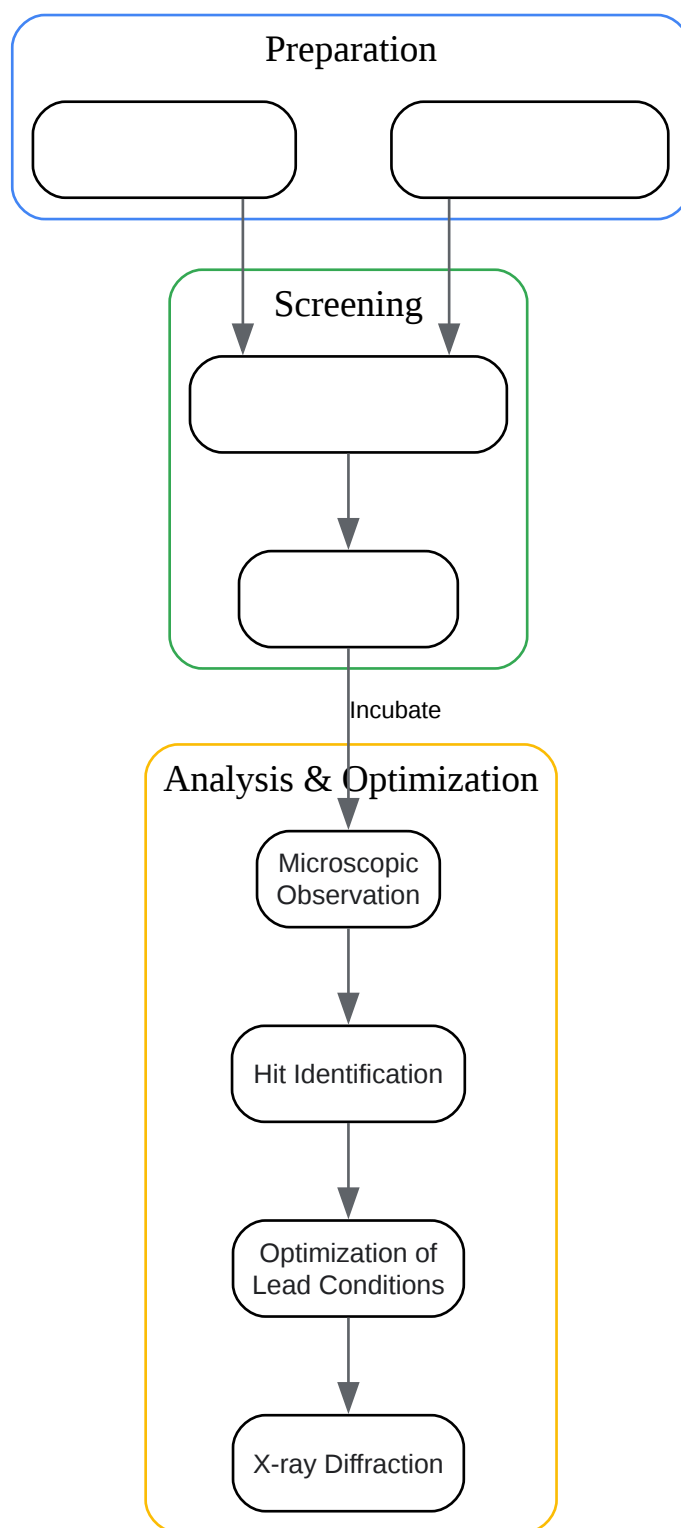 Preparation
Screening
Incubate
Analysis & Optimization
Microscopic
Observation
Hit Identification
Optimization of
Lead Conditions
X-ray Diffraction